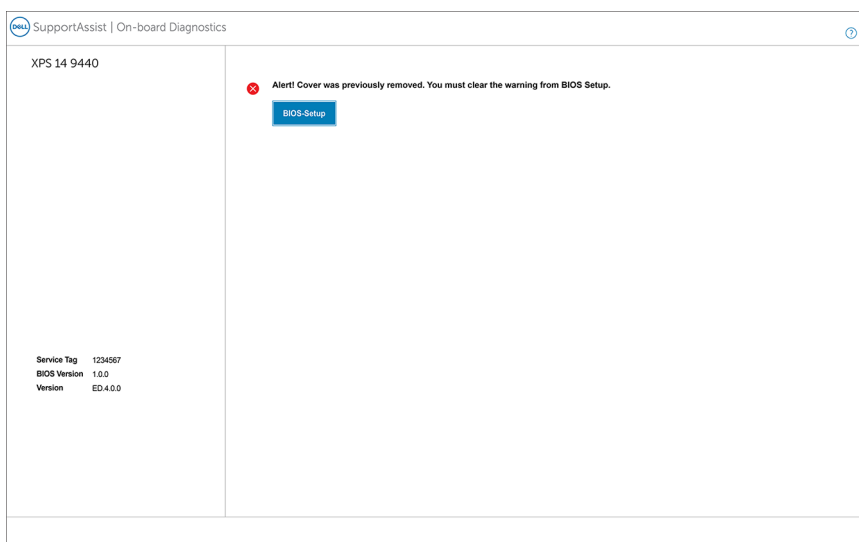 DELL SupportAssist | On-board Diagnostics
?
XPS 14 9440
Alert! Cover was previously removed. You must clear the warning from BIOS Setup.
BIOS-Setup
Service Tag 1234567
BIOS Version 1.0.0
Version ED.4.0.0